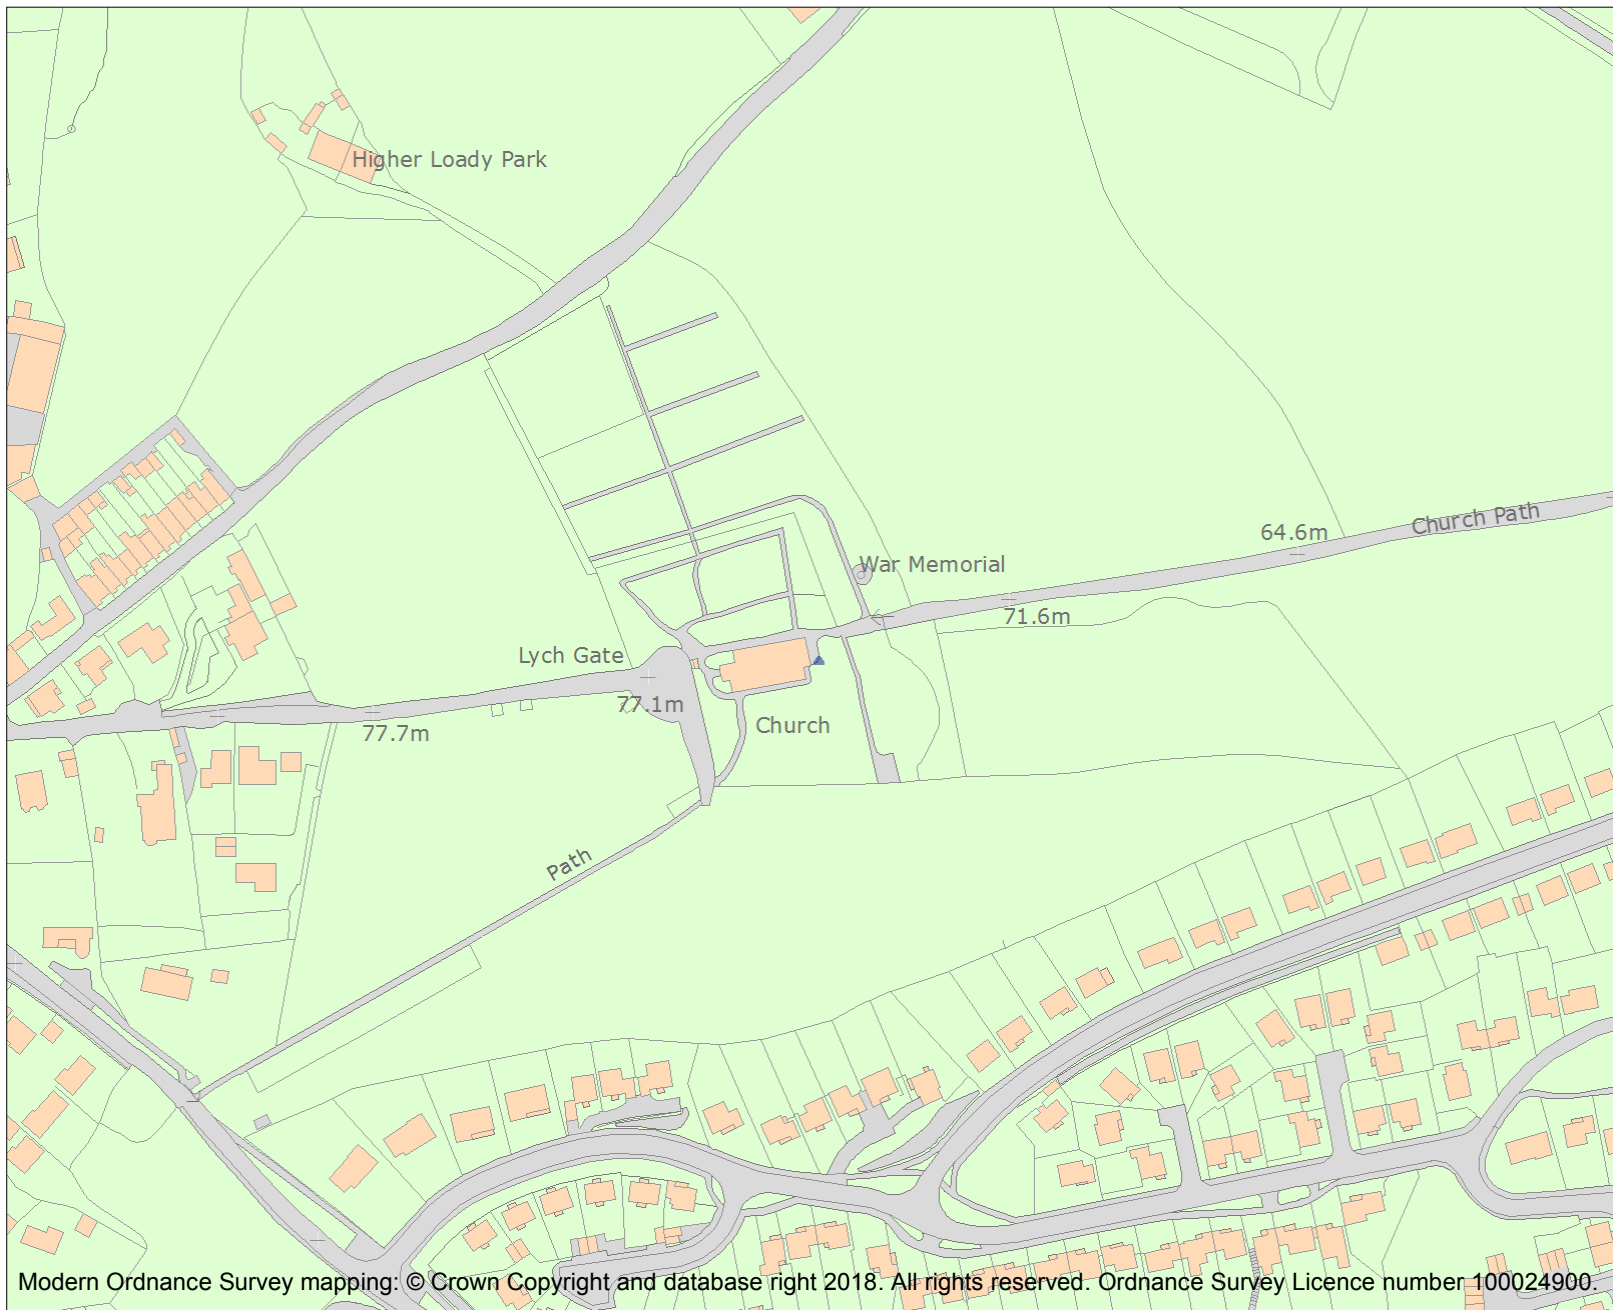 Higher Loady Park
Church Path
64.6m
War Memorial
71.6m
Lych Gate
77.1m
Church
77.7m
Path
Modern Ordnance Survey mapping: © Crown Copyright and database right 2018. All rights reserved. Ordnance Survey Licence number 100024900.